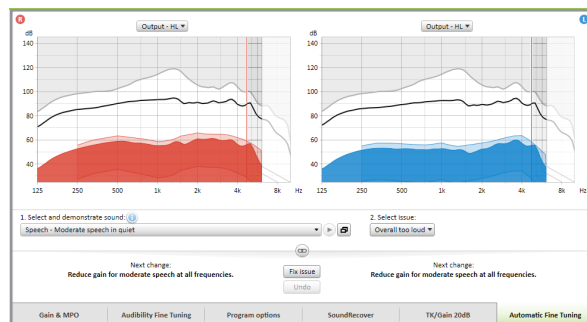 R
L
dB Output - HL
dB Output - HL
140
120
100
80
60
40
125 250 500 1k 2k 4k 8k Hz
140
120
100
80
60
40
125 250 500 1k 2k 4k 8k Hz
1. Select and demonstrate sound: i
2. Select issue:
Speech - Moderate speech in quiet
Overall too loud
Next change:
Reduce gain for moderate speech at all frequencies.
Fix issue
Undo
Next change:
Reduce gain for moderate speech at all frequencies.
Gain & MPO Audibility Fine Tuning Program options SoundRecover TK/Gain 20dB Automatic Fine Tuning